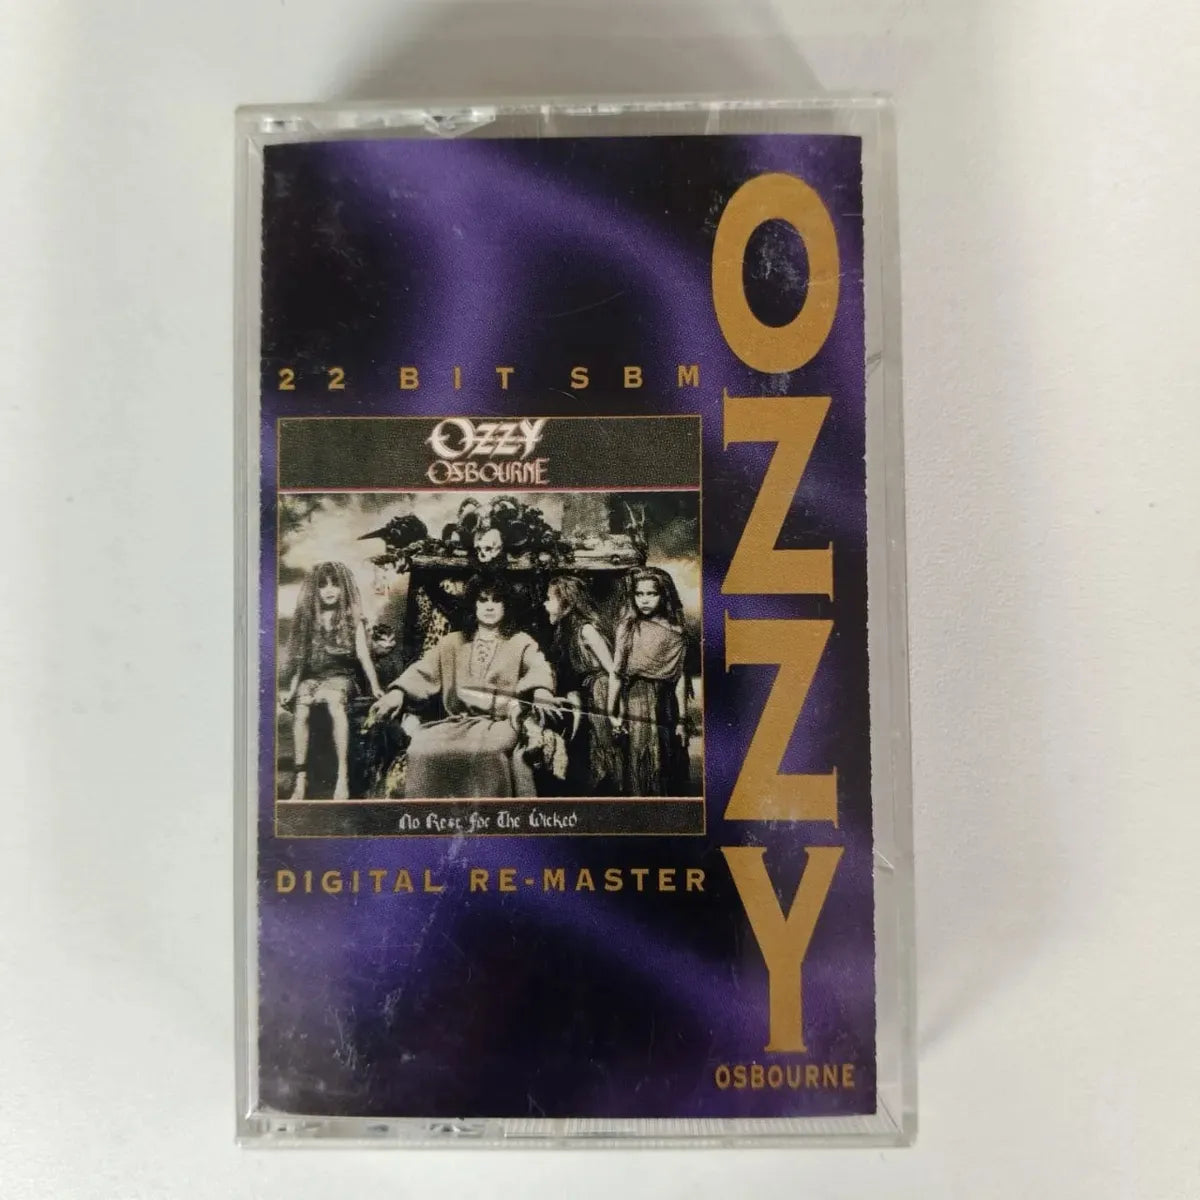 OZZY
OSBOURNE
22 BIT SBM
OZZY
OSBOURNE
No Rest for The Wicked
DIGITAL RE-MASTER